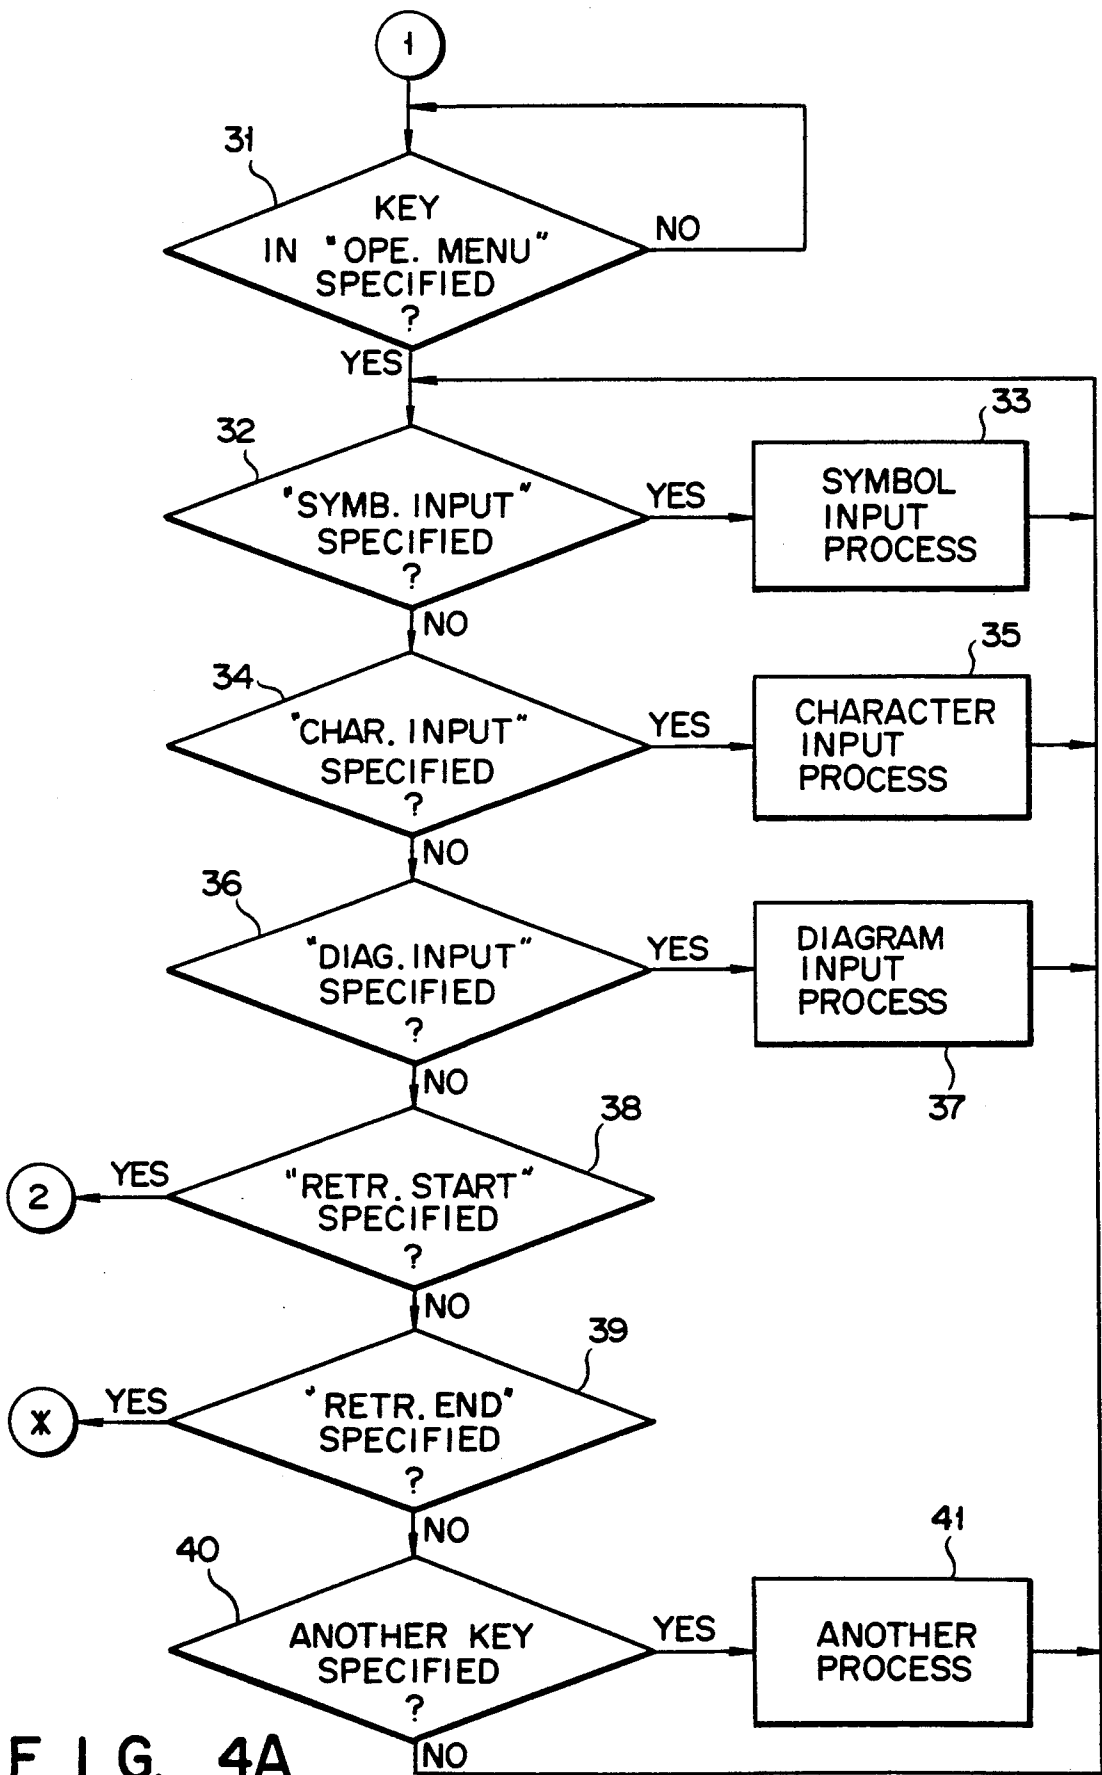 1
31
KEY
IN "OPE. MENU"
SPECIFIED
?
NO
YES
32
"SYMB. INPUT"
SPECIFIED
?
YES
33
SYMBOL
INPUT
PROCESS
NO
34
"CHAR. INPUT"
SPECIFIED
?
YES
35
CHARACTER
INPUT
PROCESS
NO
36
"DIAG. INPUT"
SPECIFIED
?
YES
DIAGRAM
INPUT
PROCESS
37
NO
38
"RETR. START"
SPECIFIED
?
YES
2
NO
39
"RETR. END"
SPECIFIED
?
YES
*
NO
40
ANOTHER KEY
SPECIFIED
?
YES
41
ANOTHER
PROCESS
NO
FIG. 4A